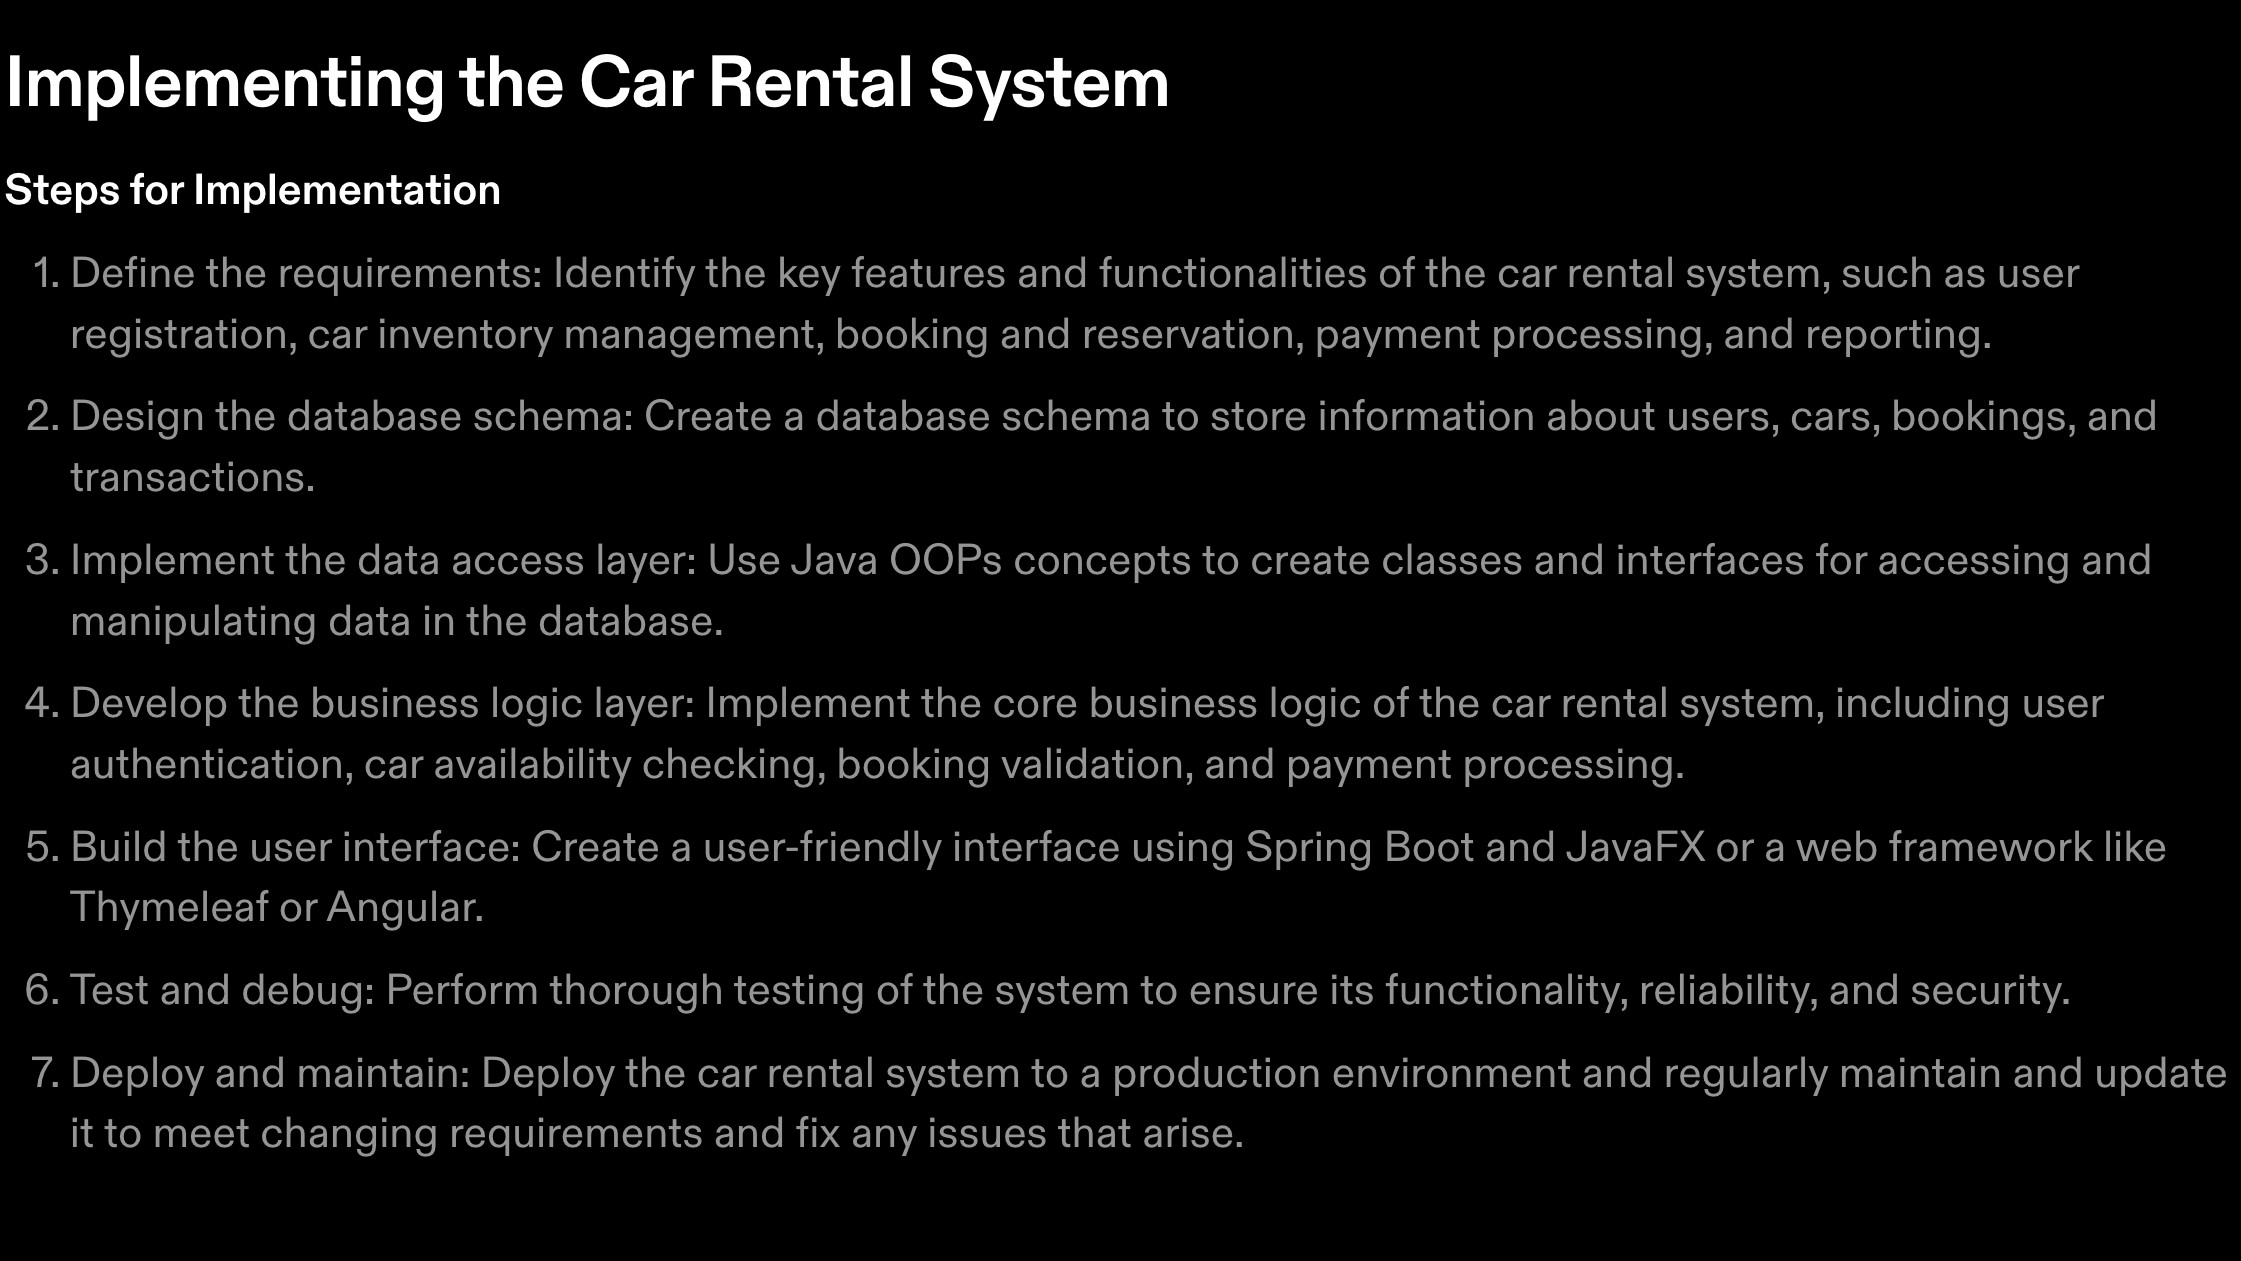 Implementing the Car Rental System
Steps for Implementation
1. Define the requirements: Identify the key features and functionalities of the car rental system, such as user
registration, car inventory management, booking and reservation, payment processing, and reporting.
2. Design the database schema: Create a database schema to store information about users, cars, bookings, and
transactions.
3. Implement the data access layer: Use Java OOPs concepts to create classes and interfaces for accessing and
manipulating data in the database.
4. Develop the business logic layer: Implement the core business logic of the car rental system, including user
authentication, car availability checking, booking validation, and payment processing.
5. Build the user interface: Create a user-friendly interface using Spring Boot and JavaFX or a web framework like
Thymeleaf or Angular.
6. Test and debug: Perform thorough testing of the system to ensure its functionality, reliability, and security.
7. Deploy and maintain: Deploy the car rental system to a production environment and regularly maintain and update
it to meet changing requirements and fix any issues that arise.